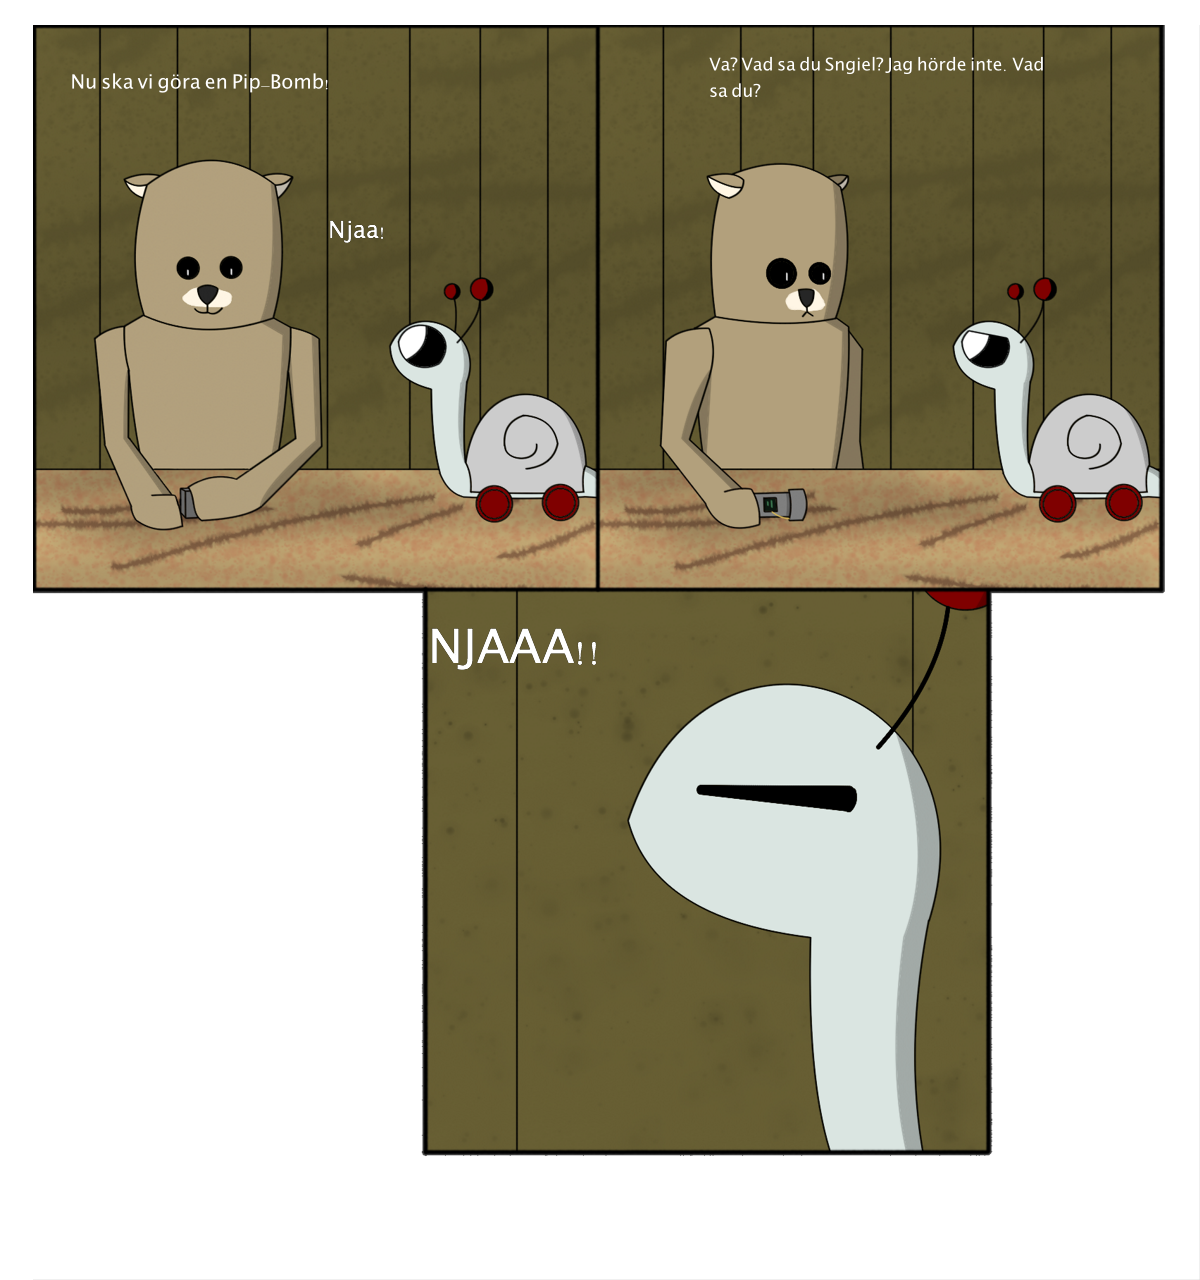 Nu ska vi göra en Pip-Bomb!
Njaa!
Va? Vad sa du Sngiel? Jag hörde inte. Vad
sa du?
NJAAA!!